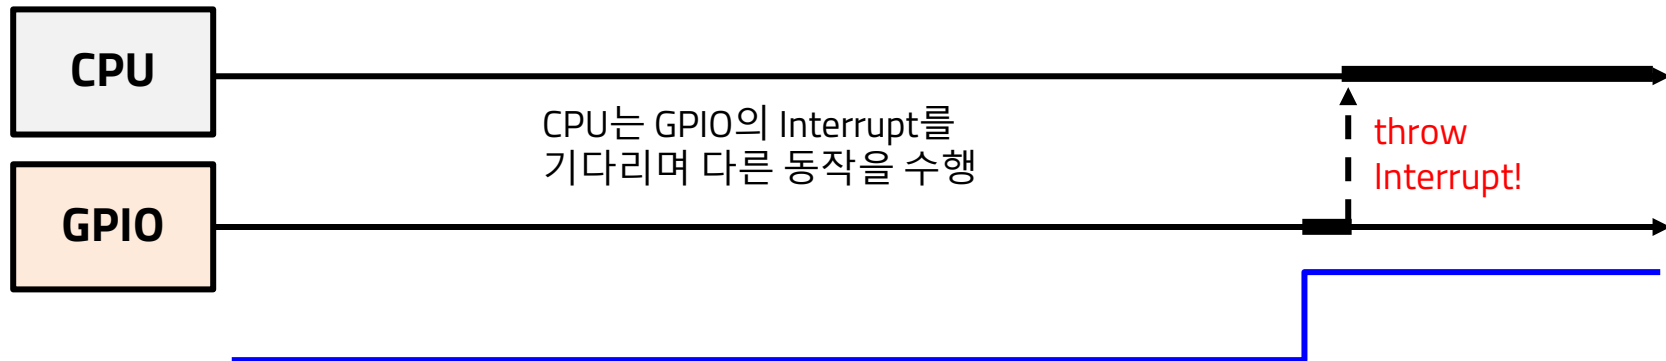 CPU
CPU는 GPIO의 Interrupt를
기다리며 다른 동작을 수행
throw
Interrupt!
GPIO